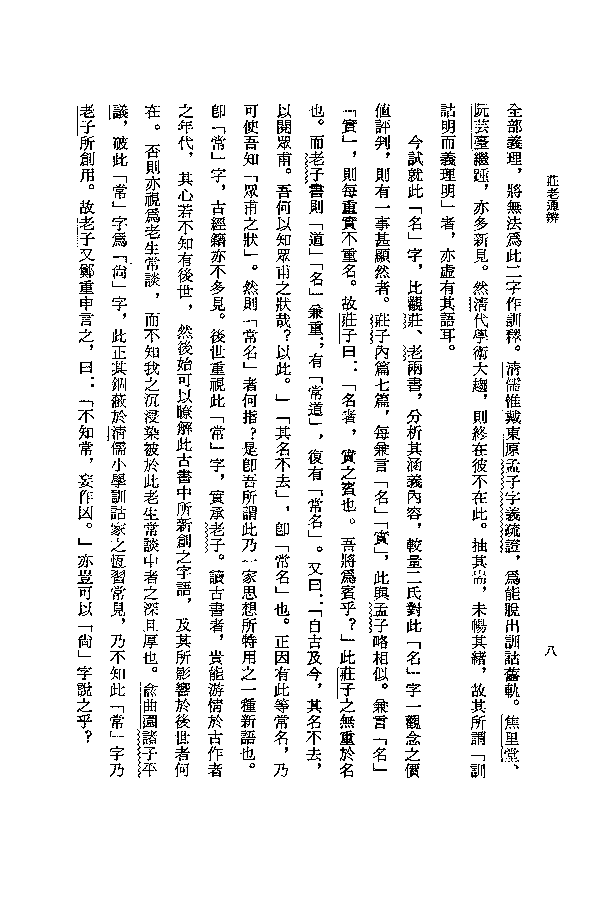 莊老通辨
八
全部義理，將無法爲此二字作訓釋。清儒惟戴東原孟子字義疏證，爲能脫出訓詁舊軌。焦里堂、
阮芸臺繼踵，亦多新見。然清代學術大趨，則終在彼不在此。抽其耑，未暢其緒，故其所謂「訓
詁明而義理明」者，亦虛有其語耳。
今試就此「名」字，比觀莊、老兩書，分析其涵義內容，較量二氏對此「名」字一觀念之價
値評判，則有一事甚顯然者。莊子內篇七篇，每兼言「名」「實」，此與孟子略相似。兼言「名」
「實」，則每重實不重名。故莊子曰：「名者，實之賓也。吾將爲賓乎？」此莊子之無重於名
也。而老子書則「道」「名」兼重，有「常道」，復有「常名」。又曰：「自古及今，其名不去，
以閱眾甫。吾何以知眾甫之狀哉？以此。」「其名不去」，卽「常名」也。正因有此等常名，乃
可使吾知「眾甫之狀」。然則「常名」者何指？是卽吾所謂此乃一家思想所特用之一種新語也。
卽「常」字，古經籍亦不多見。後世重視此「常」字，實承老子。讀古書者，貴能游情於古作者
之年代，其心若不知有後世，然後始可以瞭解此古書中所新創之字語，及其所影響於後世者何
在。否則亦視爲老生常談，而不知我之沉浸染被於此老生常談中者之深且厚也。俞曲園諸子平
議，破此「常」字爲「尙」字，此正其錮蔽於清儒小學訓詁家之恆習常見，乃不知此「常」字乃
老子所創用。故老子又鄭重申言之，曰：「不知常，妄作凶。」亦豈可以「尙」字說之乎？